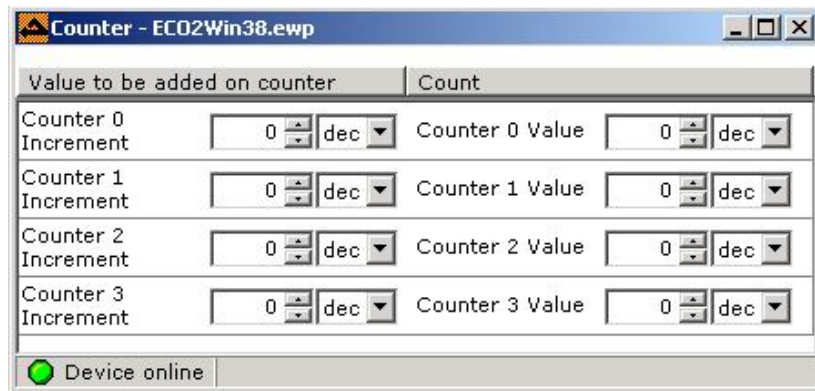 Counter - ECO2Win38.ewp
Value to be added on counter Count
Counter 0
Increment 0 dec Counter 0 Value 0 dec
Counter 1
Increment 0 dec Counter 1 Value 0 dec
Counter 2
Increment 0 dec Counter 2 Value 0 dec
Counter 3
Increment 0 dec Counter 3 Value 0 dec
Device online